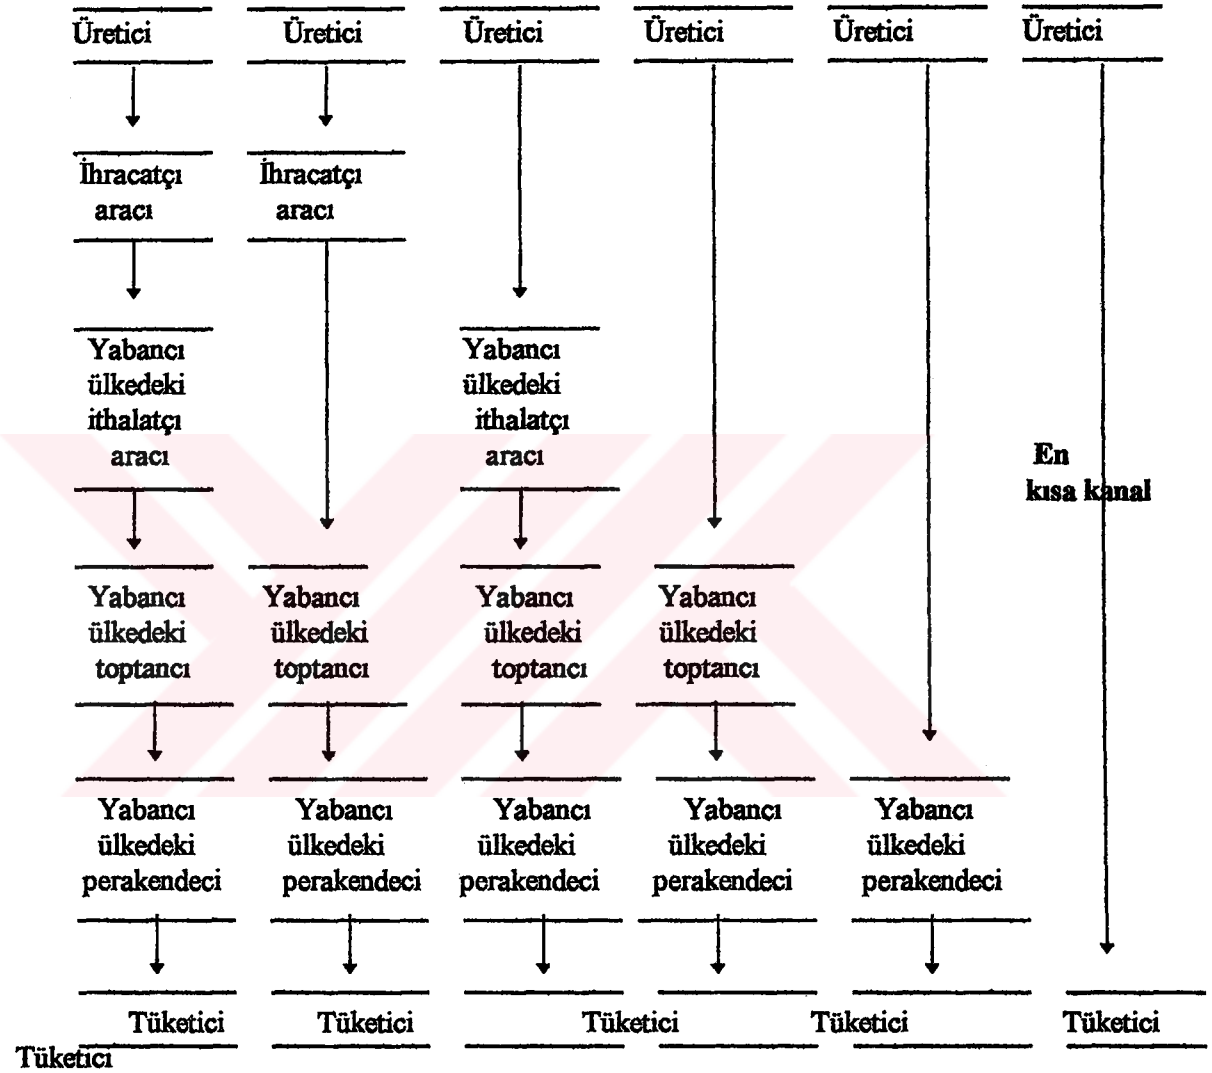 Üretici Üretici Üretici Üretici Üretici Üretici
İhracatçı İhracatçı
aracı aracı
Yabancı Yabancı
ülkedeki ülkedeki
ithalatçı ithalatçı
aracı aracı
En
kısa kanal
Yabancı Yabancı Yabancı Yabancı
ülkedeki ülkedeki ülkedeki ülkedeki
toptancı toptancı toptancı toptancı
Yabancı Yabancı Yabancı Yabancı Yabancı
ülkedeki ülkedeki ülkedeki ülkedeki ülkedeki
perakendeci perakendeci perakendeci perakendeci perakendeci
Tüketici Tüketici Tüketici Tüketici Tüketici
Tüketici